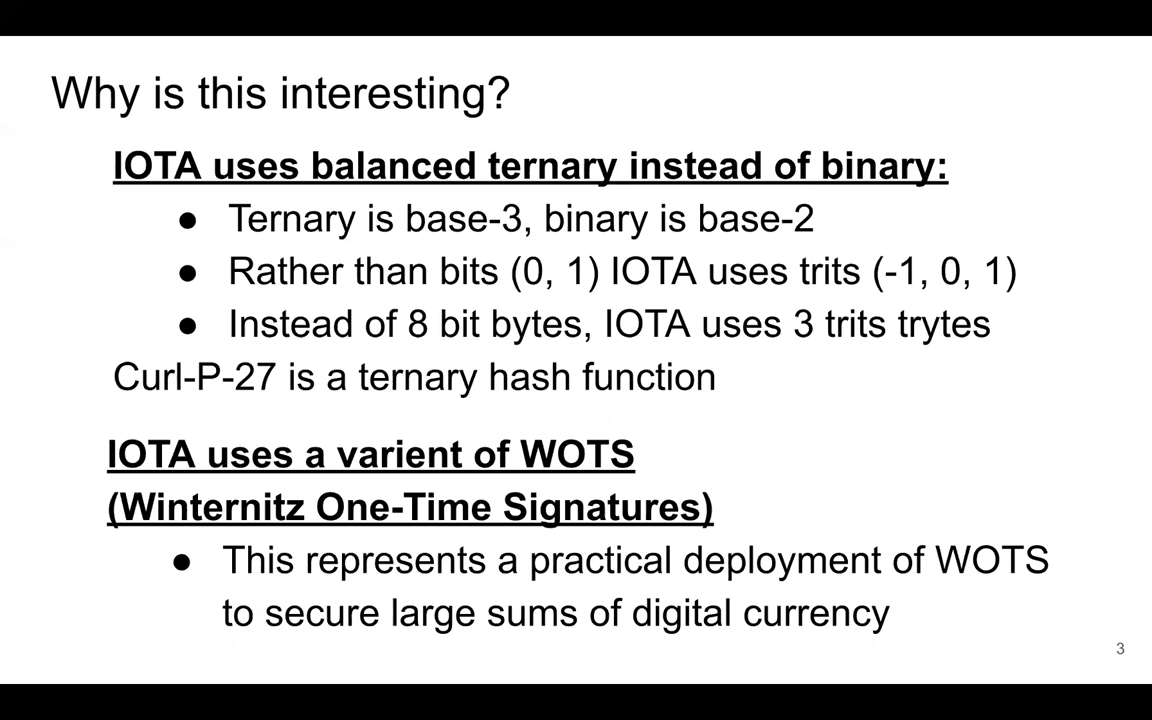 Why is this interesting?
IOTA uses balanced ternary instead of binary:
● Ternary is base-3, binary is base-2
● Rather than bits (0, 1) IOTA uses trits (-1, 0, 1)
● Instead of 8 bit bytes, IOTA uses 3 trits trytes
Curl-P-27 is a ternary hash function
IOTA uses a varient of WOTS
(Winternitz One-Time Signatures)
● This represents a practical deployment of WOTS
to secure large sums of digital currency
3